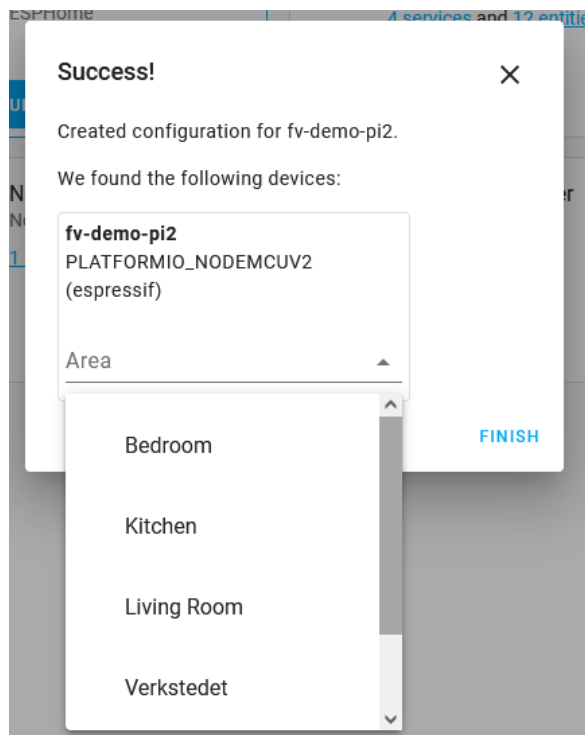 ESPHome
4 services and 12 entitie
Success!
Created configuration for fv-demo-pi2.
We found the following devices:
fv-demo-pi2
PLATFORMIO_NODEMCUV2
(espressif)
Area
Bedroom
Kitchen
Living Room
Verkstedet
FINISH